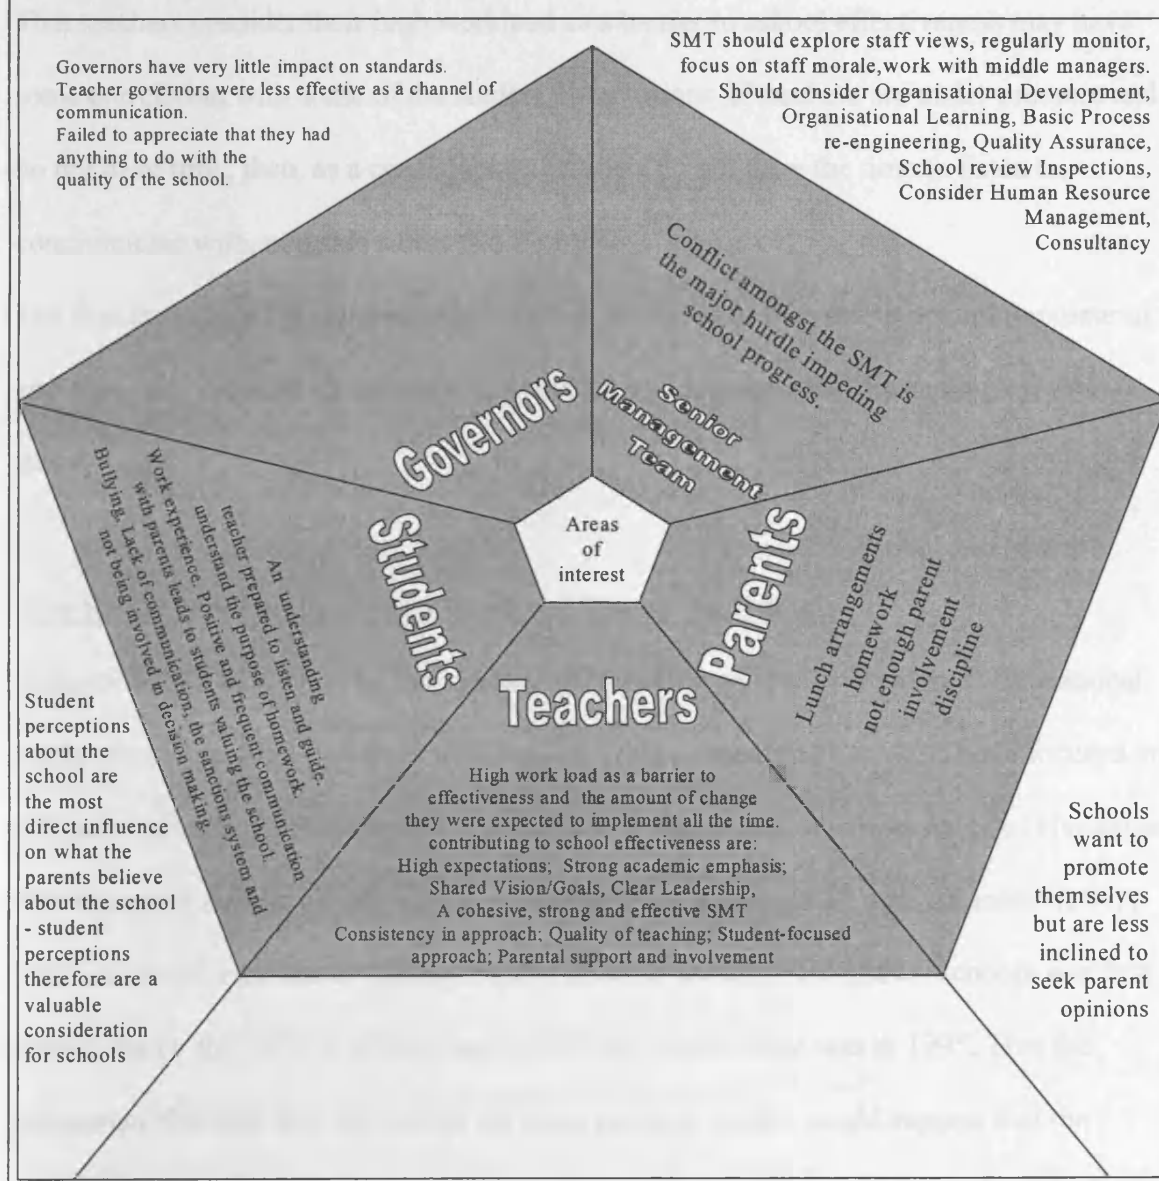 Governors have very little impact on standards.
Teacher governors were less effective as a channel of
communication.
Failed to appreciate that they had
anything to do with the
quality of the school.
SMT should explore staff views, regularly monitor,
focus on staff morale,work with middle managers.
Should consider Organisational Development,
Organisational Learning, Basic Process
re-engineering, Quality Assurance,
School review Inspections,
Consider Human Resource
Management,
Consultancy
Conflict amongst the SMT is
the major hurdle impeding
school progress.
Governors
Senior
Management
Team
Areas
of
interest
Students
Parents
Teachers
An understanding
teacher prepared to listen and guide.
understand the purpose of homework.
Work experience. Positive and frequent communication
with parents leads to students valuing the school.
Bullying, Lack of communication, the sanctions system and
not being involved in decision making.
Lunch arrangements
homework
not enough parent
involvement
discipline
High work load as a barrier to
effectiveness and the amount of change
they were expected to implement all the time.
contributing to school effectiveness are:
High expectations; Strong academic emphasis;
Shared Vision/Goals, Clear Leadership,
A cohesive, strong and effective SMT
Consistency in approach; Quality of teaching; Student-focused
approach; Parental support and involvement
Student
perceptions
about the
school are
the most
direct influence
on what the
parents believe
about the school
- student
perceptions
therefore are a
valuable
consideration
for schools
Schools
want to
promote
themselves
but are less
inclined to
seek parent
opinions